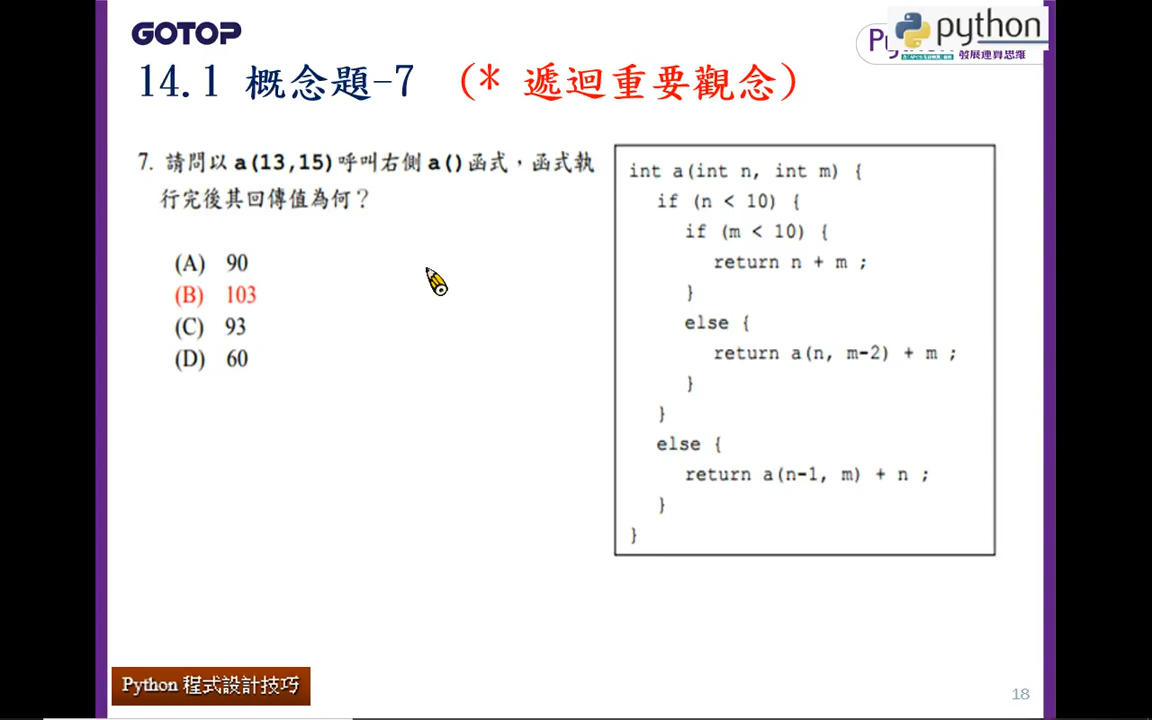 GOTOP
python
發展運算思維
14.1 概念題-7 (* 遞迴重要觀念)
7. 請問以 a(13,15)呼叫右側 a()函式，函式執
行完後其回傳值為何？
(A) 90
(B) 103
(C) 93
(D) 60
int a(int n, int m) {
if (n < 10) {
if (m < 10) {
return n + m ;
}
else {
return a(n, m-2) + m ;
}
}
else {
return a(n-1, m) + n ;
}
}
Python 程式設計技巧
18